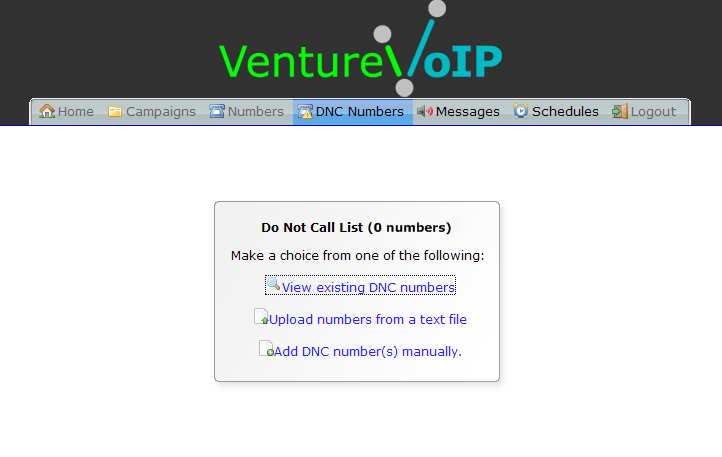 VentureVoIP
Home Campaigns Numbers DNC Numbers Messages Schedules Logout
Do Not Call List (0 numbers)
Make a choice from one of the following:
View existing DNC numbers
Upload numbers from a text file
Add DNC number(s) manually.